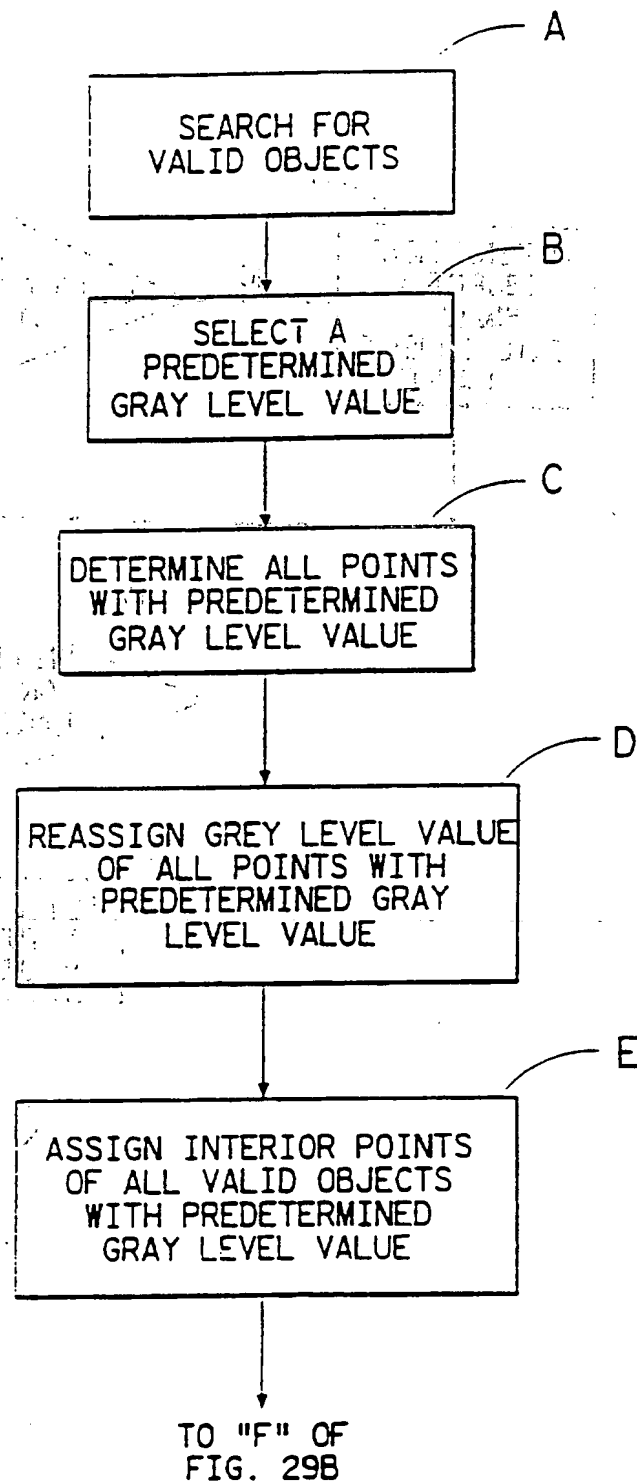 A
SEARCH FOR
VALID OBJECTS
B
SELECT A
PREDETERMINED
GRAY LEVEL VALUE
C
DETERMINE ALL POINTS
WITH PREDETERMINED
GRAY LEVEL VALUE
D
REASSIGN GREY LEVEL VALUE
OF ALL POINTS WITH
PREDETERMINED GRAY
LEVEL VALUE
E
ASSIGN INTERIOR POINTS
OF ALL VALID OBJECTS
WITH PREDETERMINED
GRAY LEVEL VALUE
TO "F" OF
FIG. 29B